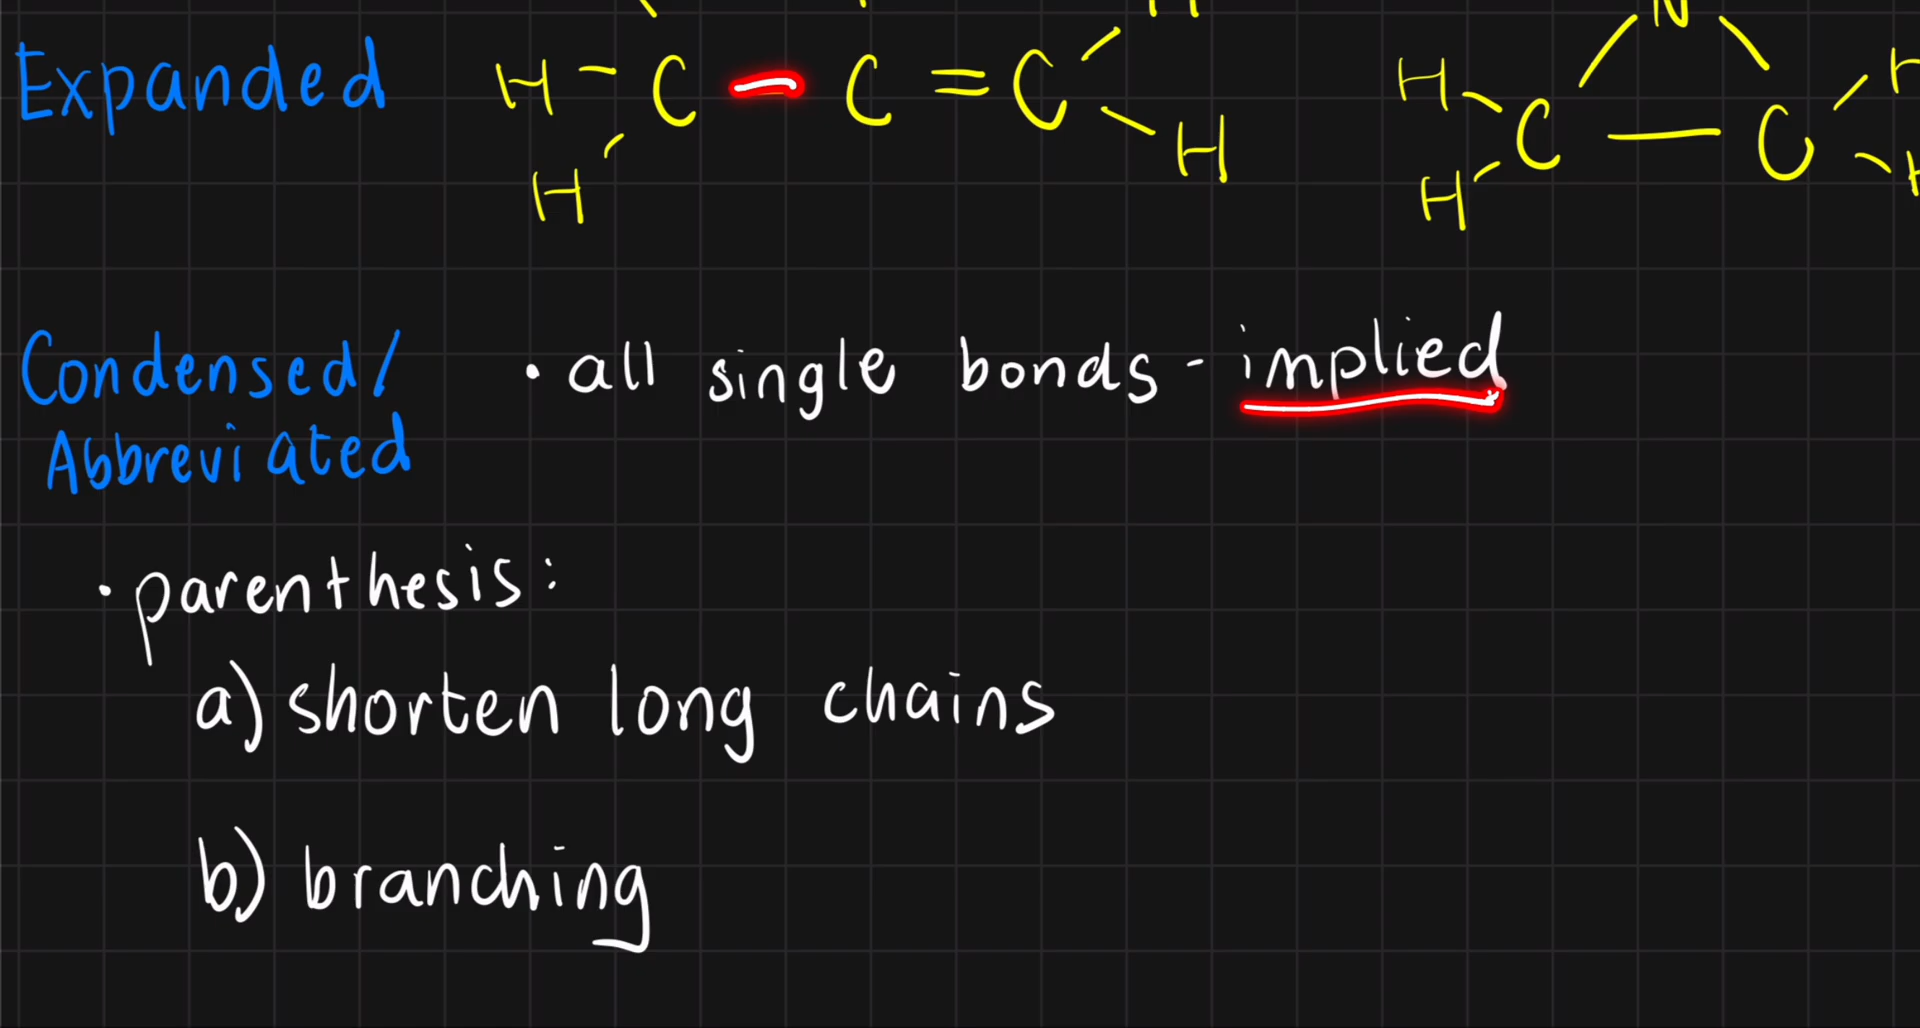 Expanded
H - C - C = C
H
H
H
N
H
C — C
H
Condensed/
Abbreviated
• all single bonds - implied
• parenthesis:
a) shorten long chains
b) branching